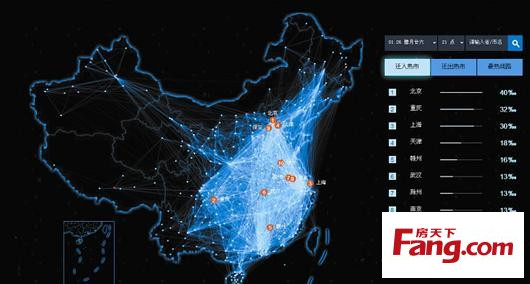 01.26 腊月廿六 21 点 请输入省/市名
迁入热市 迁出热市 最热线路
1 北京 40‰
2 重庆 32‰
3 上海 30‰
4 天津 18‰
5 赣州 16‰
6 武汉 13‰
7 滁州 13‰
8 南京 13‰
北京
上海
房天下
Fang.com